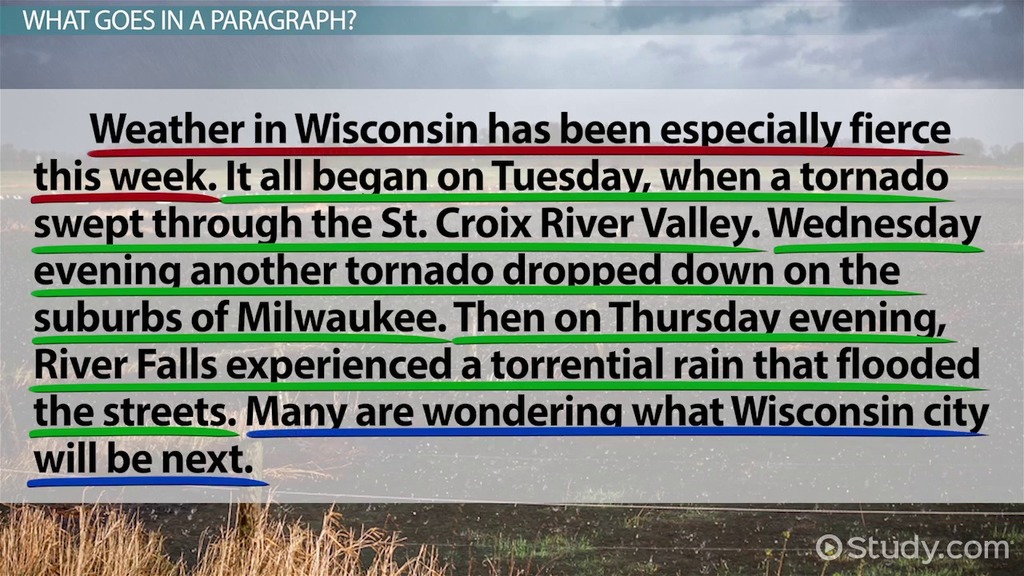 WHAT GOES IN A PARAGRAPH?
Weather in Wisconsin has been especially fierce
this week. It all began on Tuesday, when a tornado
swept through the St. Croix River Valley. Wednesday
evening another tornado dropped down on the
suburbs of Milwaukee. Then on Thursday evening,
River Falls experienced a torrential rain that flooded
the streets. Many are wondering what Wisconsin city
will be next.
Study.com